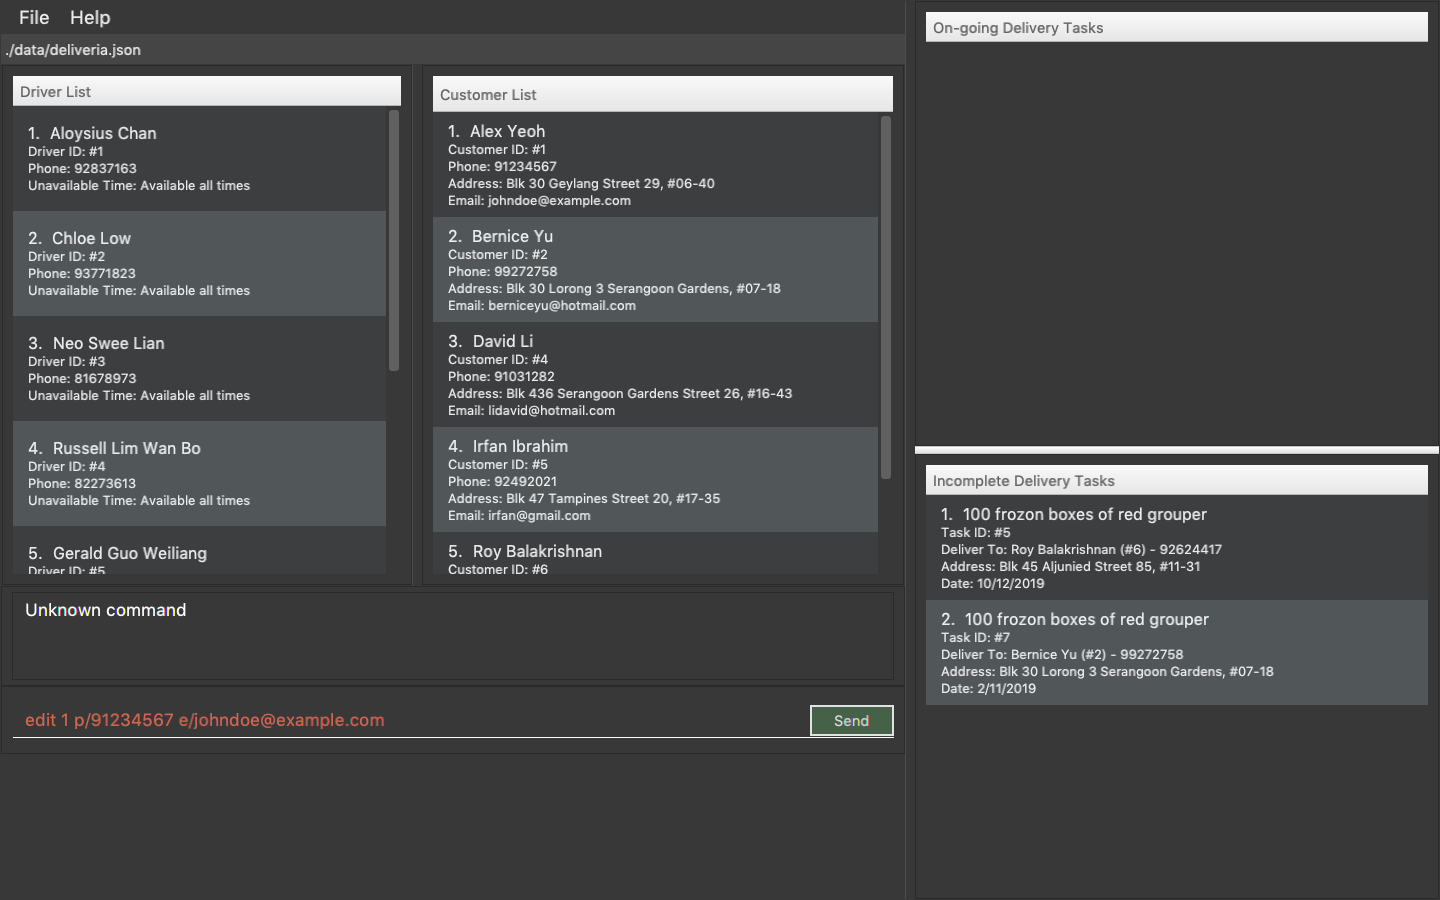 File Help
./data/deliveria.json
Driver List
1. Aloysius Chan
Driver ID: #1
Phone: 92837163
Unavailable Time: Available all times
2. Chloe Low
Driver ID: #2
Phone: 93771823
Unavailable Time: Available all times
3. Neo Swee Lian
Driver ID: #3
Phone: 81678973
Unavailable Time: Available all times
4. Russell Lim Wan Bo
Driver ID: #4
Phone: 82273613
Unavailable Time: Available all times
5. Gerald Guo Weiliang
Driver ID: #5
Customer List
1. Alex Yeoh
Customer ID: #1
Phone: 91234567
Address: Blk 30 Geylang Street 29, #06-40
Email: johndoe@example.com
2. Bernice Yu
Customer ID: #2
Phone: 99272758
Address: Blk 30 Lorong 3 Serangoon Gardens, #07-18
Email: berniceyu@hotmail.com
3. David Li
Customer ID: #4
Phone: 91031282
Address: Blk 436 Serangoon Gardens Street 26, #16-43
Email: lidavid@hotmail.com
4. Irfan Ibrahim
Customer ID: #5
Phone: 92492021
Address: Blk 47 Tampines Street 20, #17-35
Email: irfan@gmail.com
5. Roy Balakrishnan
Customer ID: #6
Unknown command
edit 1 p/91234567 e/johndoe@example.com
Send
On-going Delivery Tasks
Incomplete Delivery Tasks
1. 100 frozon boxes of red grouper
Task ID: #5
Deliver To: Roy Balakrishnan (#6) - 92624417
Address: Blk 45 Aljunied Street 85, #11-31
Date: 10/12/2019
2. 100 frozon boxes of red grouper
Task ID: #7
Deliver To: Bernice Yu (#2) - 99272758
Address: Blk 30 Lorong 3 Serangoon Gardens, #07-18
Date: 2/11/2019